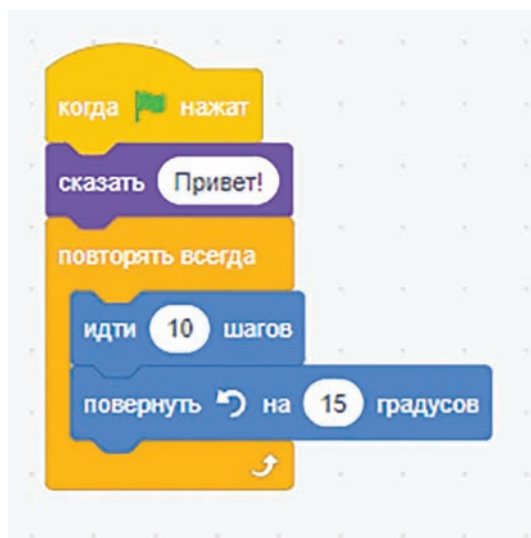 когда нажат
сказать Привет!
повторять всегда
идти 10 шагов
повернуть на 15 градусов